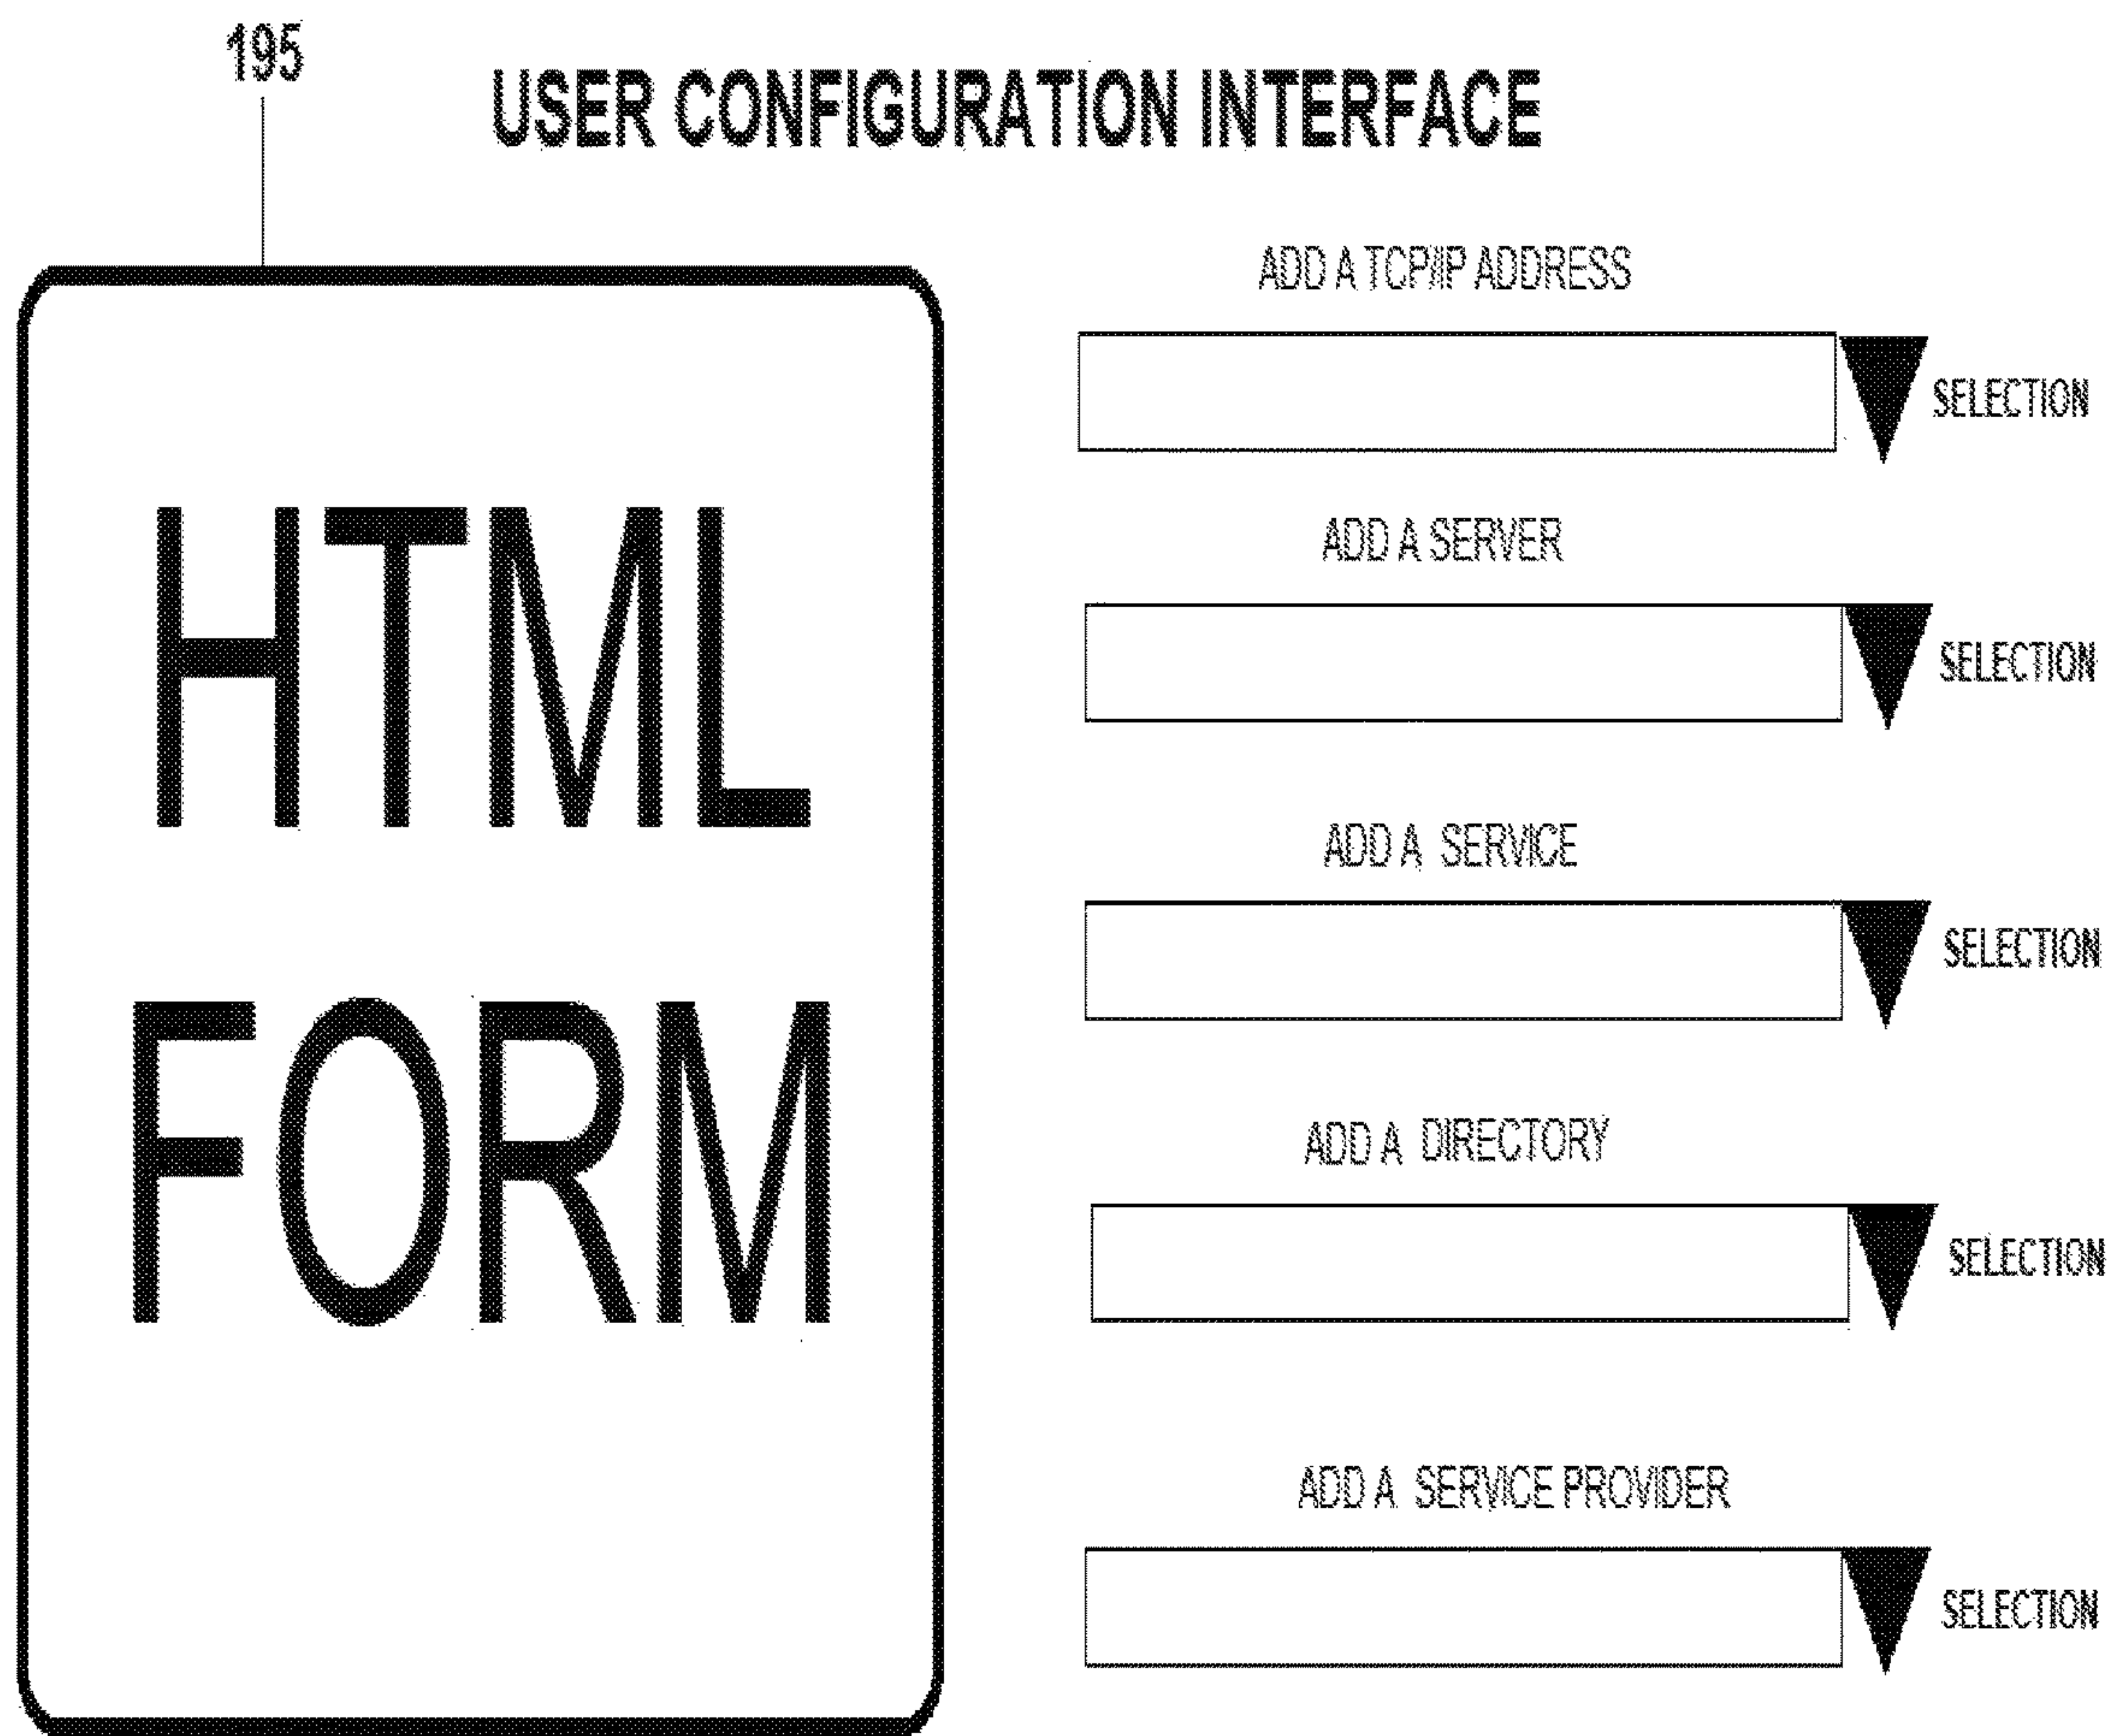 195
USER CONFIGURATION INTERFACE
HTML
FORM
ADD A TCP/IP ADDRESS
SELECTION
ADD A SERVER
SELECTION
ADD A SERVICE
SELECTION
ADD A DIRECTORY
SELECTION
ADD A SERVICE PROVIDER
SELECTION